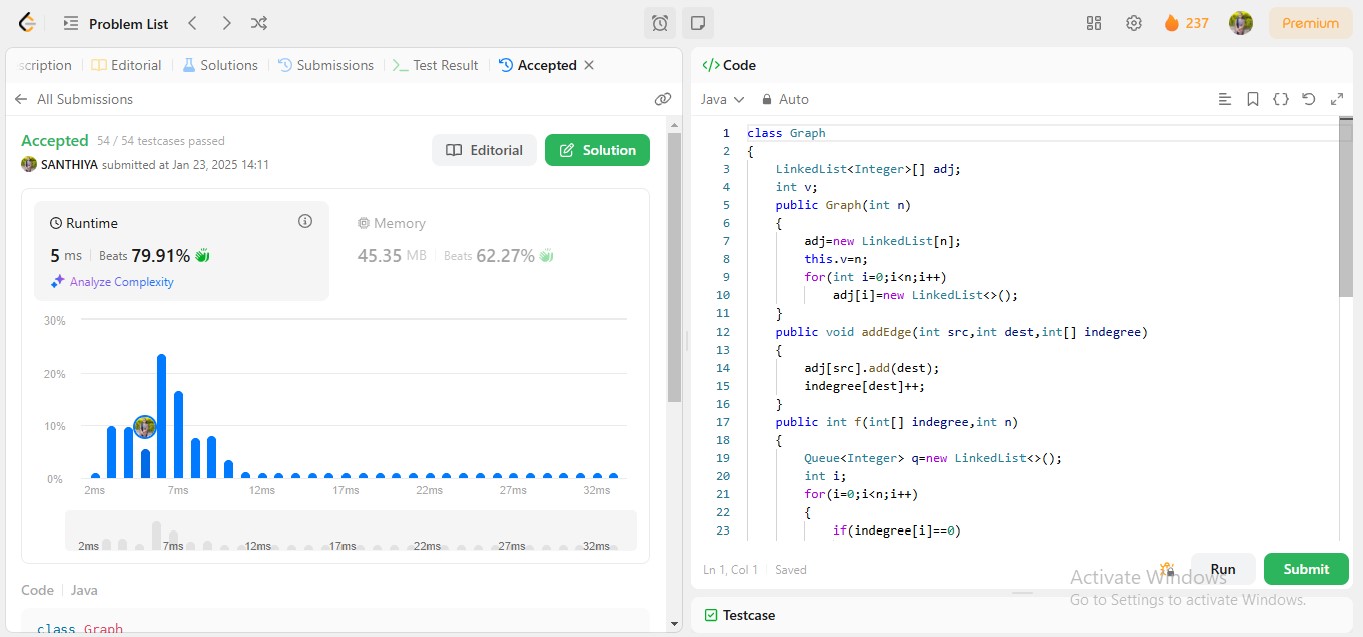 Problem List
237
Premium
scription
Editorial
Solutions
Submissions
Test Result
Accepted
All Submissions
Accepted 54 / 54 testcases passed
SANTHIYA submitted at Jan 23, 2025 14:11
Editorial
Solution
Runtime
5 ms Beats 79.91%
Analyze Complexity
Memory
45.35 MB Beats 62.27%
30%
20%
10%
0%
2ms 7ms 12ms 17ms 22ms 27ms 32ms
2ms 7ms 12ms 17ms 22ms 27ms 32ms
Code Java
class Graph
</> Code
Java
Auto
1 class Graph
2 {
3 LinkedList<Integer>[] adj;
4 int v;
5 public Graph(int n)
6 {
7 adj=new LinkedList[n];
8 this.v=n;
9 for(int i=0;i<n;i++)
10 adj[i]=new LinkedList<>();
11 }
12 public void addEdge(int src,int dest,int[] indegree)
13 {
14 adj[src].add(dest);
15 indegree[dest]++;
16 }
17 public int f(int[] indegree,int n)
18 {
19 Queue<Integer> q=new LinkedList<>();
20 int i;
21 for(i=0;i<n;i++)
22 {
23 if(indegree[i]==0)
Ln 1, Col 1 Saved
Run
Submit
Activate Windows
Go to Settings to activate Windows.
Testcase